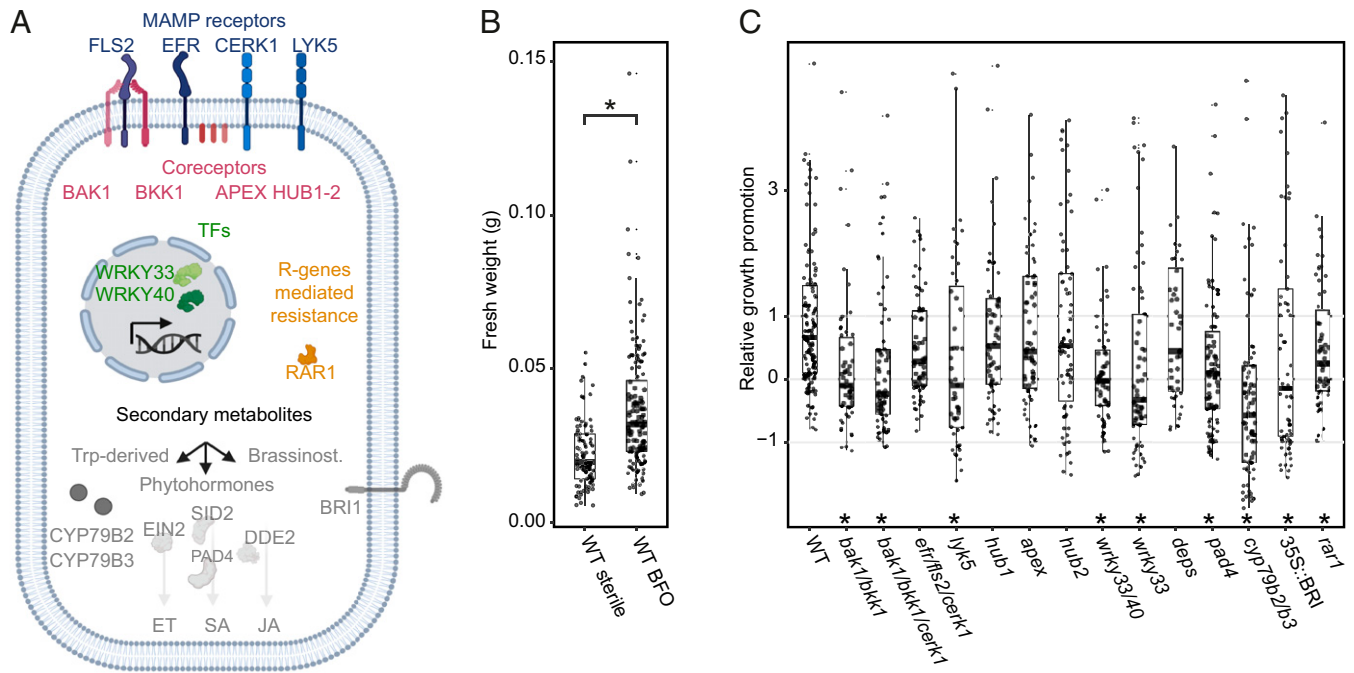 A
MAMP receptors
FLS2 EFR CERK1 LYK5
Coreceptors
BAK1 BKK1 APEX HUB1-2
TFs
WRKY33
WRKY40
R-genes
mediated
resistance
RAR1
Secondary metabolites
Trp-derived Brassinost.
Phytohormones
BRI1
SID2
EIN2 DDE2
CYP79B2
PAD4
CYP79B3
ET SA JA
B
Fresh weight (g)
0.15
0.10
0.05
0.00
*
WT sterile
WT BFO
C
Relative growth promotion
3
1
0
−1
* * * * * * * * * *
WT
bak1/bkk1
bak1/bkk1/cerk1
efr/fls2/cerk1
lyk5
hub1
apex
hub2
wrky33/40
wrky33
deps
pad4
cyp79b2/b3
35S::BRI
rar1